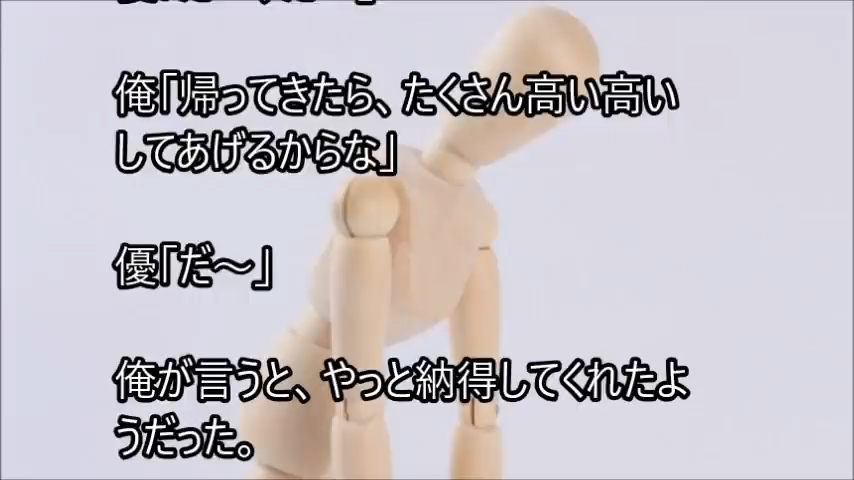 俺「帰ってきたら、たくさん高い高い
してあげるからな」
優「だ〜」
俺が言うと、やっと納得してくれたよ
うだった。